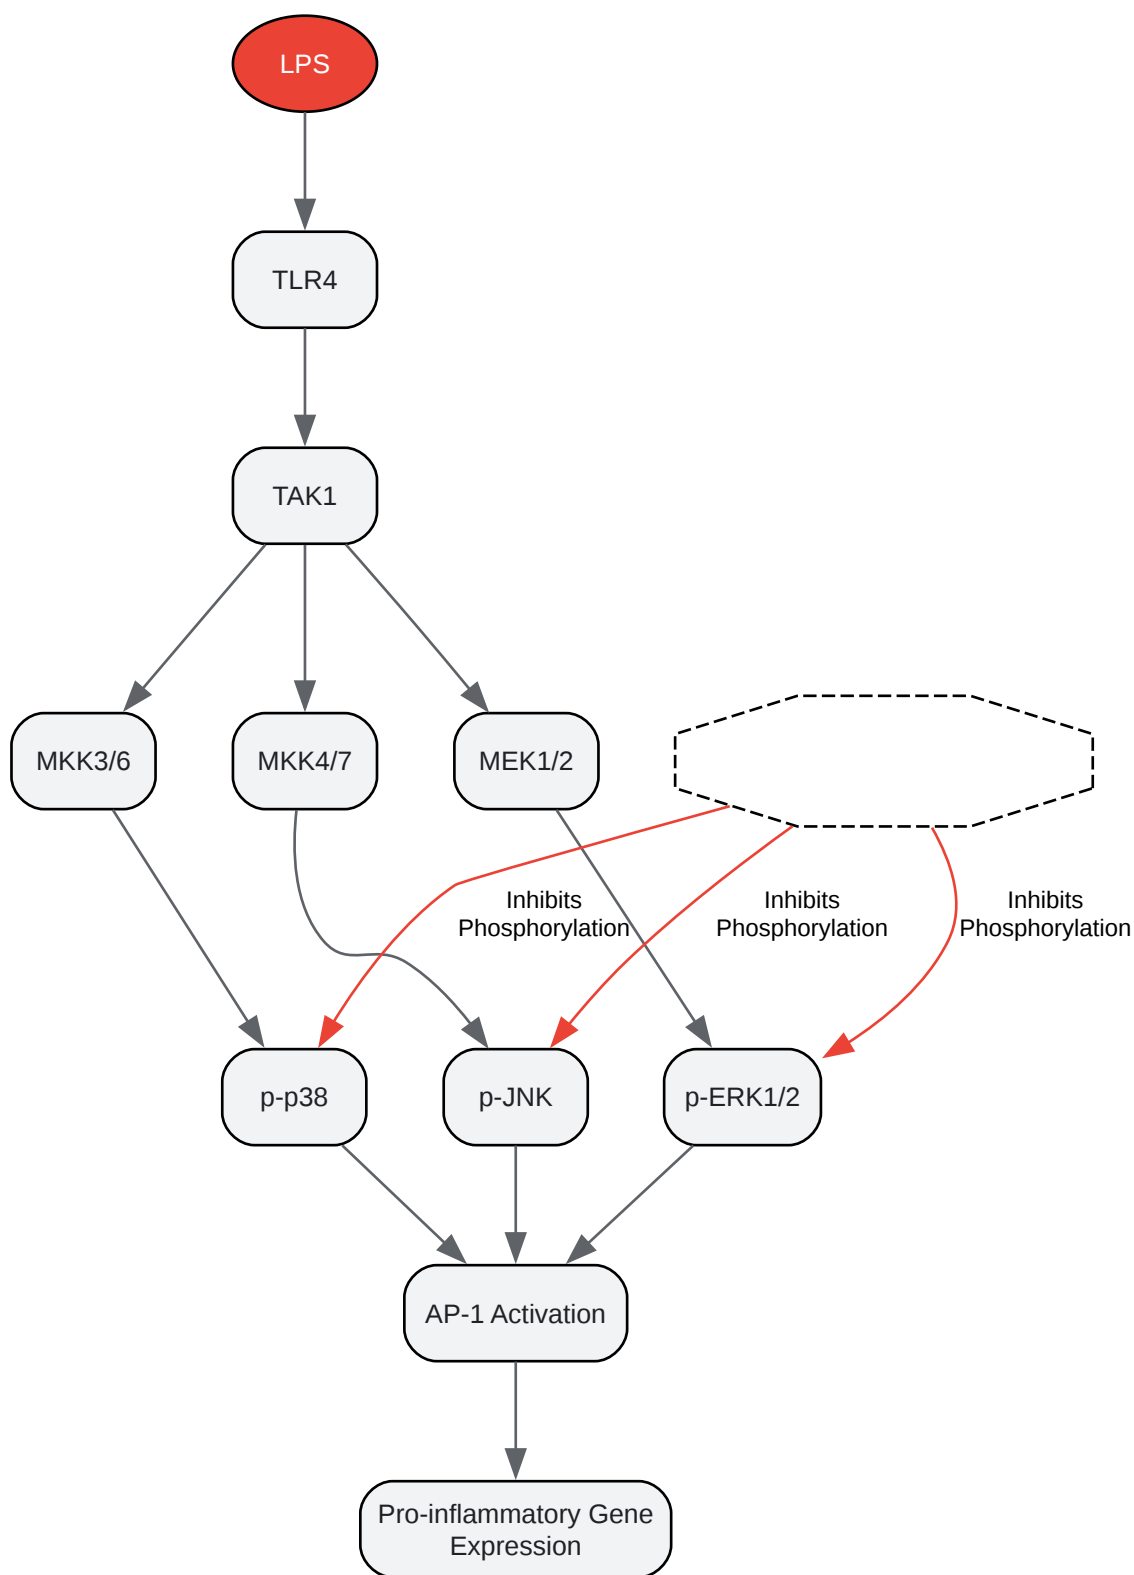 LPS
TLR4
TAK1
MKK3/6
MKK4/7
MEK1/2
Inhibits
Phosphorylation
Inhibits
Phosphorylation
Inhibits
Phosphorylation
p-p38
p-JNK
p-ERK1/2
AP-1 Activation
Pro-inflammatory Gene
Expression